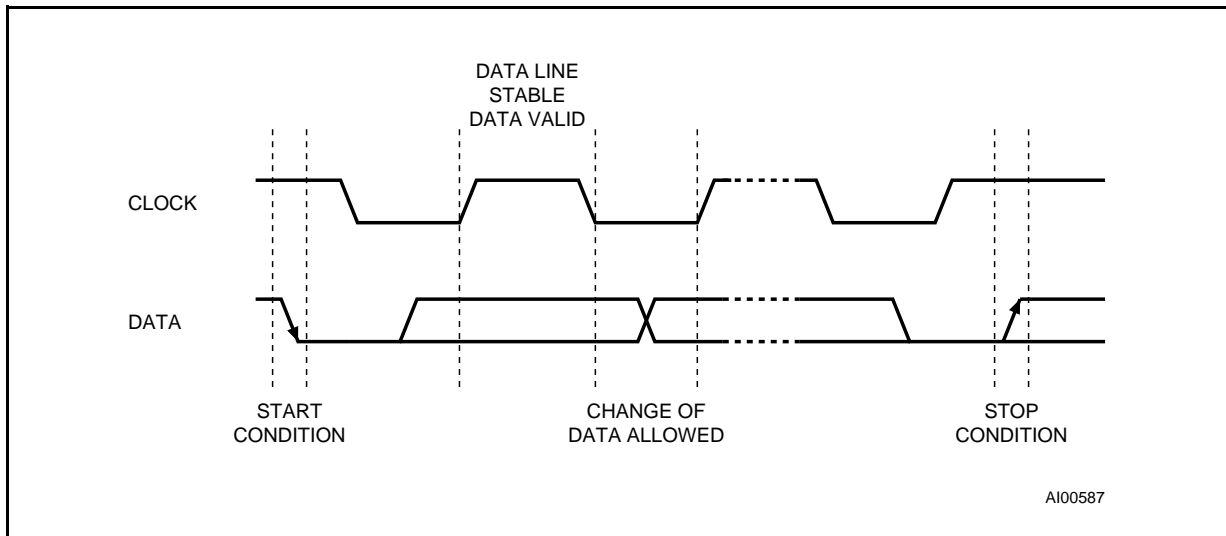 DATA LINE
STABLE
DATA VALID
CLOCK
DATA
START
CONDITION
CHANGE OF
DATA ALLOWED
STOP
CONDITION
AI00587